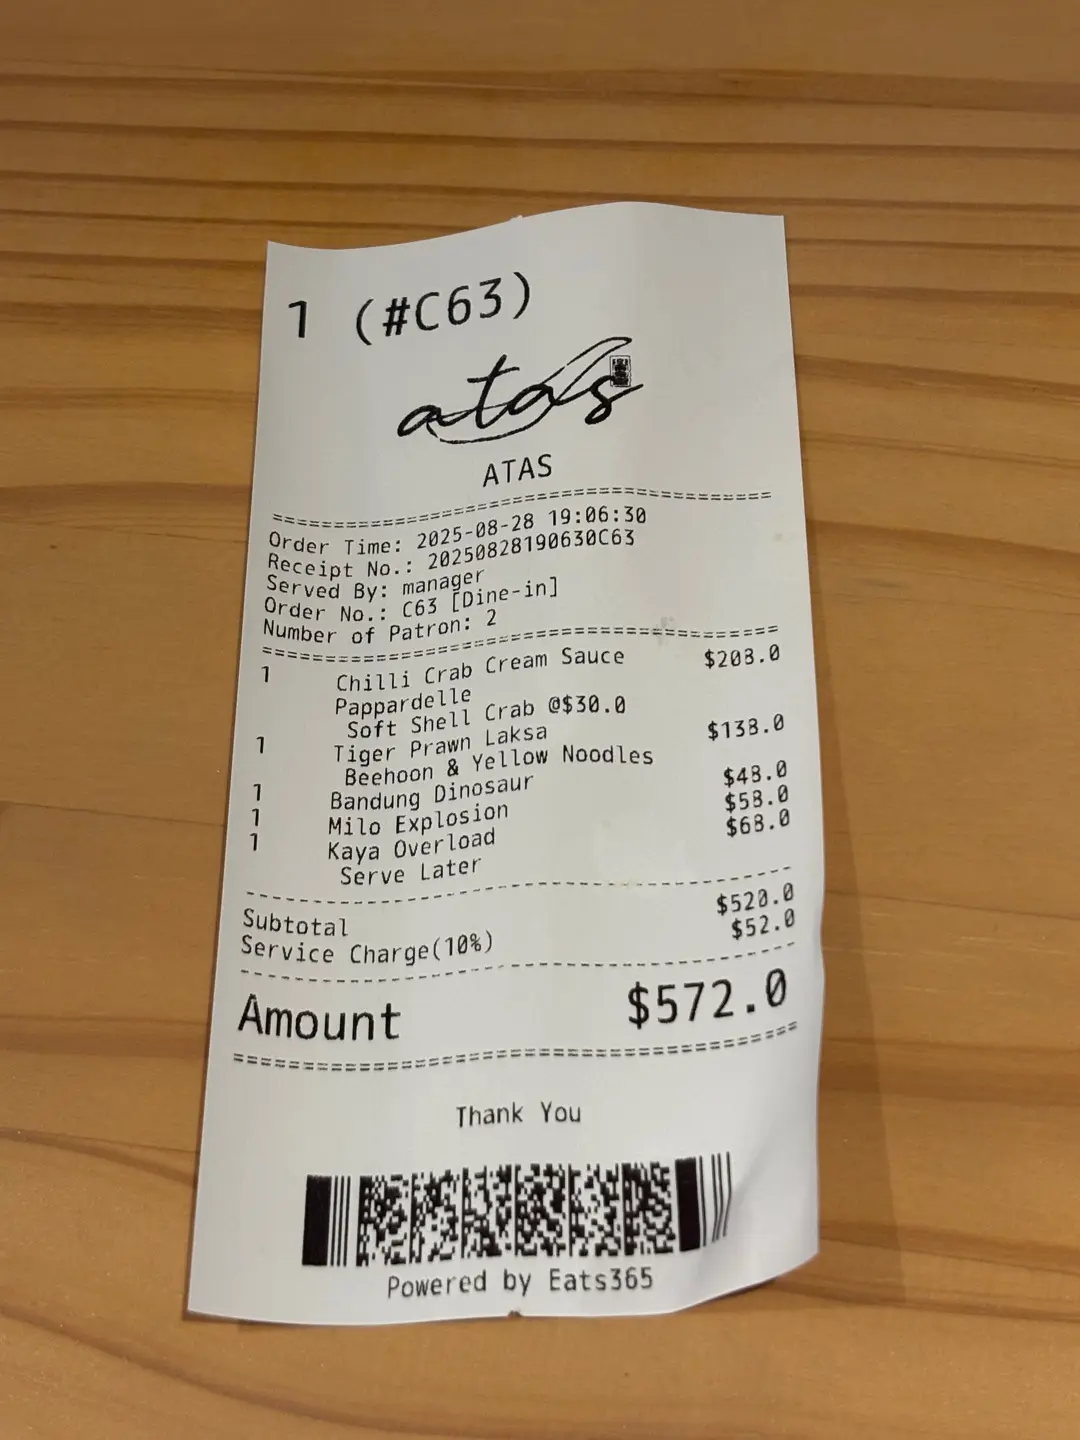 1 (#C63)
atas
ATAS
Order Time: 2025-08-28 19:06:30
Receipt No.: 20250828190630C63
Served By: manager
Order No.: C63 [Dine-in]
Number of Patron: 2
1 Chilli Crab Cream Sauce $208.0
Pappardelle
Soft Shell Crab @$30.0
1 Tiger Prawn Laksa $138.0
Beehoon & Yellow Noodles
1 Bandung Dinosaur $48.0
1 Milo Explosion $58.0
1 Kaya Overload $68.0
Serve Later
Subtotal $520.0
Service Charge(10%) $52.0
Amount $572.0
Thank You
Powered by Eats365